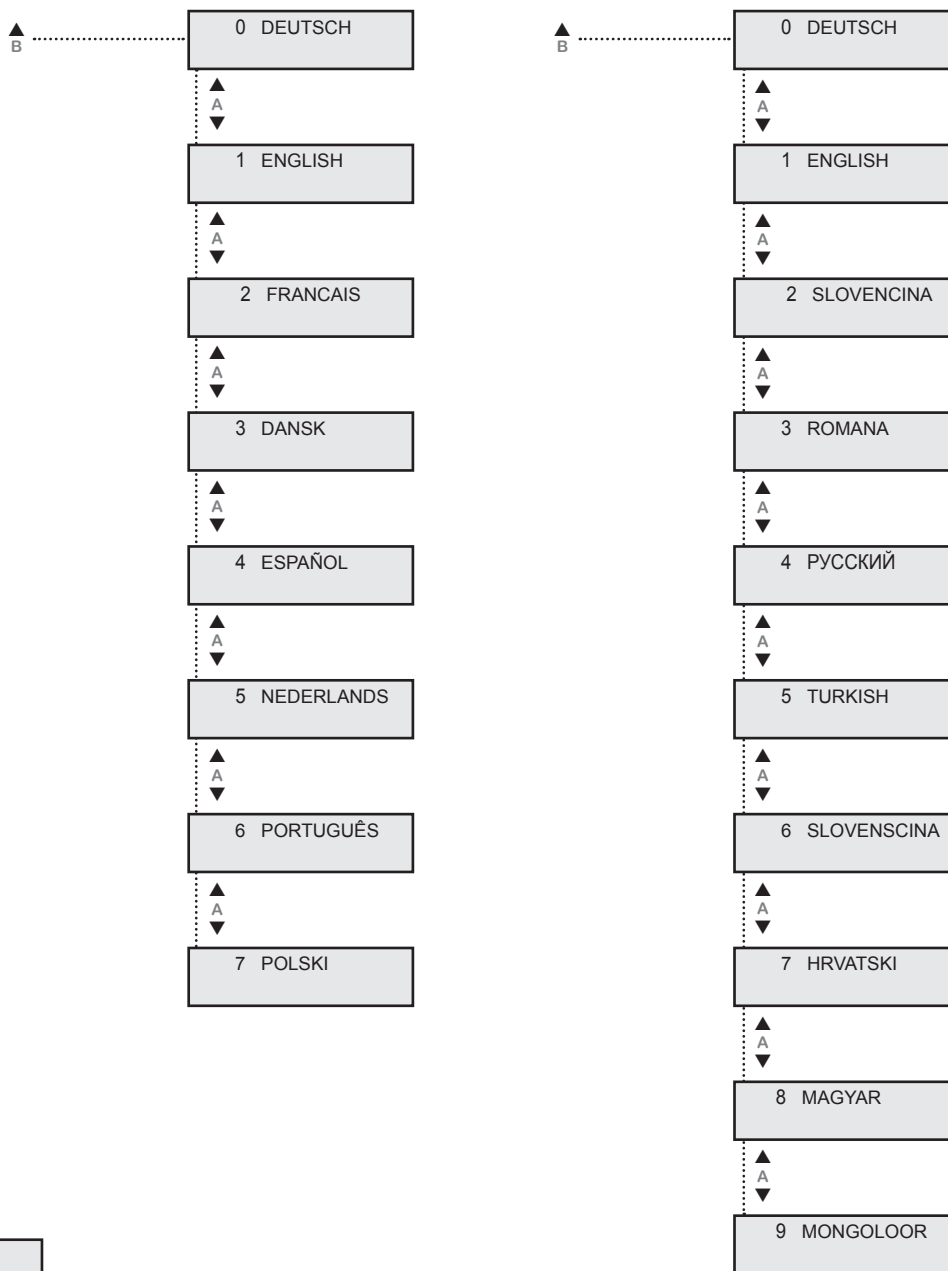 B
0 DEUTSCH
A
1 ENGLISH
A
2 FRANCAIS
A
3 DANSK
A
4 ESPAÑOL
A
5 NEDERLANDS
A
6 PORTUGUÊS
A
7 POLSKI
B
0 DEUTSCH
A
1 ENGLISH
A
2 SLOVENCINA
A
3 ROMANA
A
4 РУССКИЙ
A
5 TURKISH
A
6 SLOVENSCINA
A
7 HRVATSKI
A
8 MAGYAR
A
9 MONGOLOOR